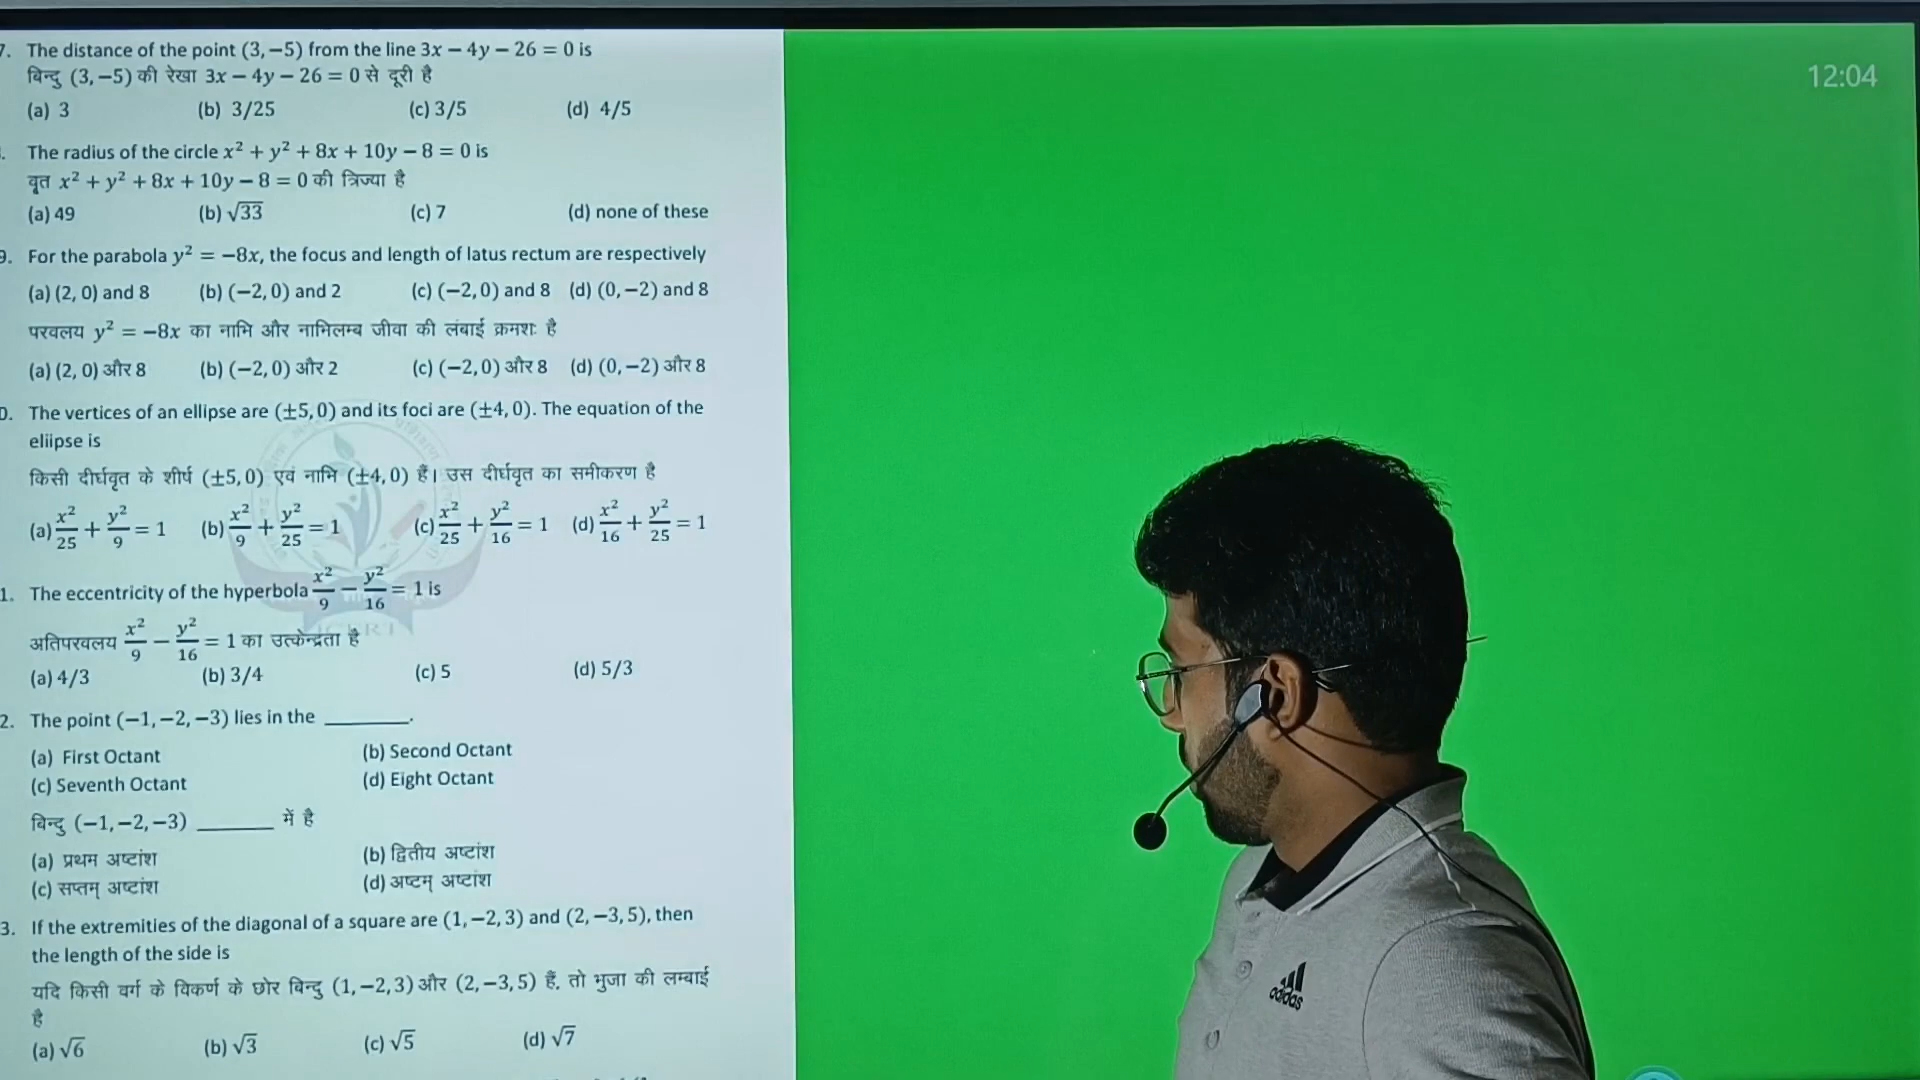 7. The distance of the point (3, −5) from the line 3x − 4y − 26 = 0 is
बिन्दु (3, −5) की रेखा 3x − 4y − 26 = 0 से दूरी है
(a) 3 (b) 3/25 (c) 3/5 (d) 4/5
. The radius of the circle x² + y² + 8x + 10y − 8 = 0 is
वृत x² + y² + 8x + 10y − 8 = 0 की त्रिज्या है
(a) 49 (b) √33 (c) 7 (d) none of these
9. For the parabola y² = −8x, the focus and length of latus rectum are respectively
(a) (2, 0) and 8 (b) (−2, 0) and 2 (c) (−2, 0) and 8 (d) (0, −2) and 8
परवलय y² = −8x का नाभि और नाभिलम्ब जीवा की लंबाई क्रमशः है
(a) (2, 0) और 8 (b) (−2, 0) और 2 (c) (−2, 0) और 8 (d) (0, −2) और 8
0. The vertices of an ellipse are (±5, 0) and its foci are (±4, 0). The equation of the
eliipse is
किसी दीर्घवृत के शीर्ष (±5, 0) एवं नाभि (±4, 0) हैं। उस दीर्घवृत का समीकरण है
(a) x²/25 + y²/9 = 1 (b) x²/9 + y²/25 = 1 (c) x²/25 + y²/16 = 1 (d) x²/16 + y²/25 = 1
1. The eccentricity of the hyperbola x²/9 − y²/16 = 1 is
अतिपरवलय x²/9 − y²/16 = 1 का उत्केन्द्रता है
(a) 4/3 (b) 3/4 (c) 5 (d) 5/3
2. The point (−1, −2, −3) lies in the ________.
(a) First Octant (b) Second Octant
(c) Seventh Octant (d) Eight Octant
बिन्दु (−1, −2, −3) ________ में है
(a) प्रथम अष्टांश (b) द्वितीय अष्टांश
(c) सप्तम् अष्टांश (d) अष्टम् अष्टांश
3. If the extremities of the diagonal of a square are (1, −2, 3) and (2, −3, 5), then
the length of the side is
यदि किसी वर्ग के विकर्ण के छोर बिन्दु (1, −2, 3) और (2, −3, 5) हैं, तो भुजा की लम्बाई
है
(a) √6 (b) √3 (c) √5 (d) √7
12:04
adidas